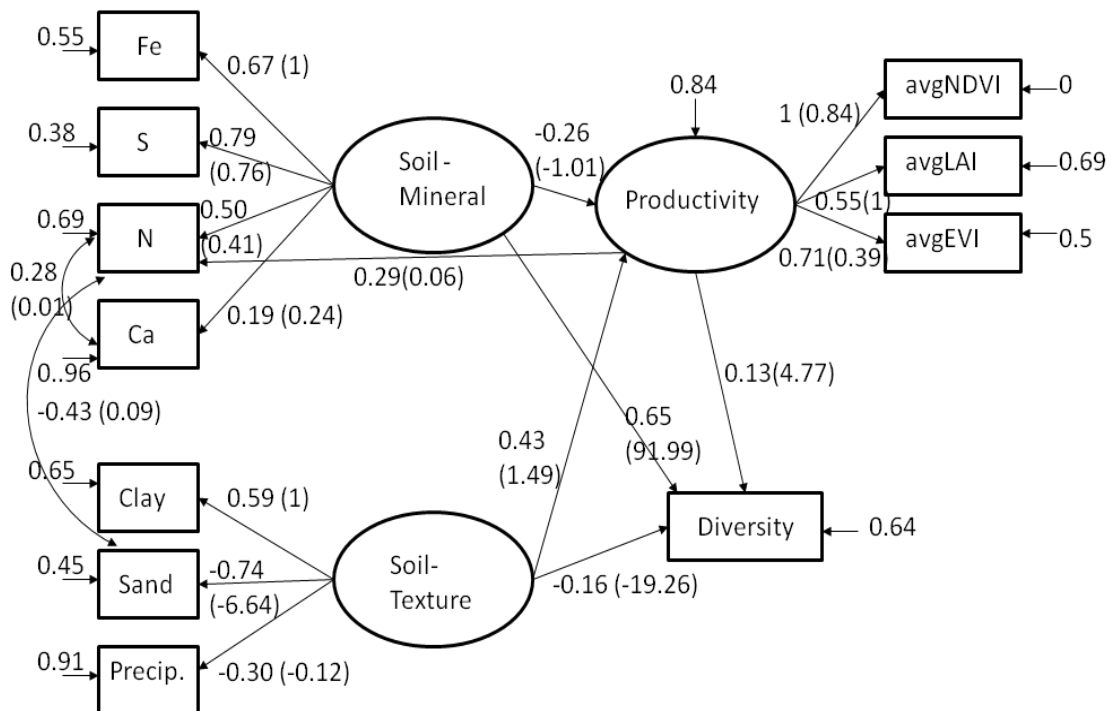 0.55
Fe
0.67 (1)
0.38
S
0.79
(0.76)
0.69
N
0.50
(0.41)
0.28
(0.01)
0.29(0.06)
Ca
0.19 (0.24)
0..96
-0.43 (0.09)
0.65
Clay
0.59 (1)
0.45
Sand
-0.74
(-6.64)
0.91
Precip.
-0.30 (-0.12)
Soil -
Mineral
-0.26
(-1.01)
0.84
Productivity
1 (0.84)
avgNDVI
0
0.55(1)
avgLAI
0.69
0.71(0.39)
avgEVI
0.5
0.13(4.77)
0.65
(91.99)
0.43
(1.49)
Soil-
Texture
-0.16 (-19.26)
Diversity
0.64